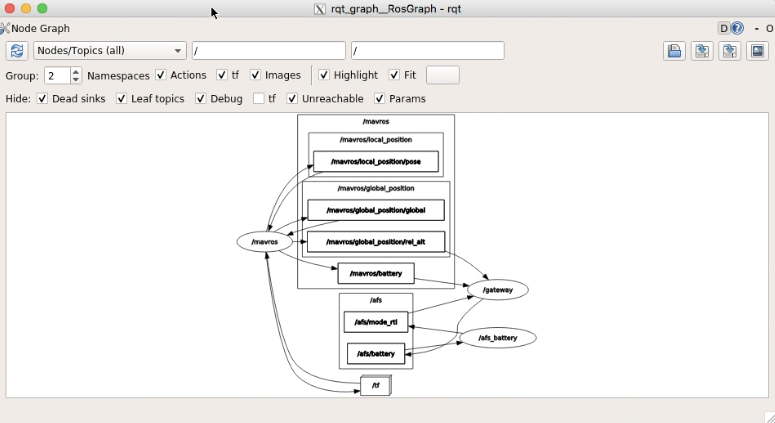 rqt_graph__RosGraph - rqt
Node Graph
D - O
Nodes/Topics (all) / /
Group: 2 Namespaces Actions tf Images Highlight Fit
Hide: Dead sinks Leaf topics Debug tf Unreachable Params
/mavros
/mavros/local_position
/mavros/local_position/pose
/mavros/global_position
/mavros/global_position/global
/mavros
/mavros/global_position/rel_alt
/mavros/battery
/gateway
/afs
/afs/mode_rtl
/afs_battery
/afs/battery
/tf